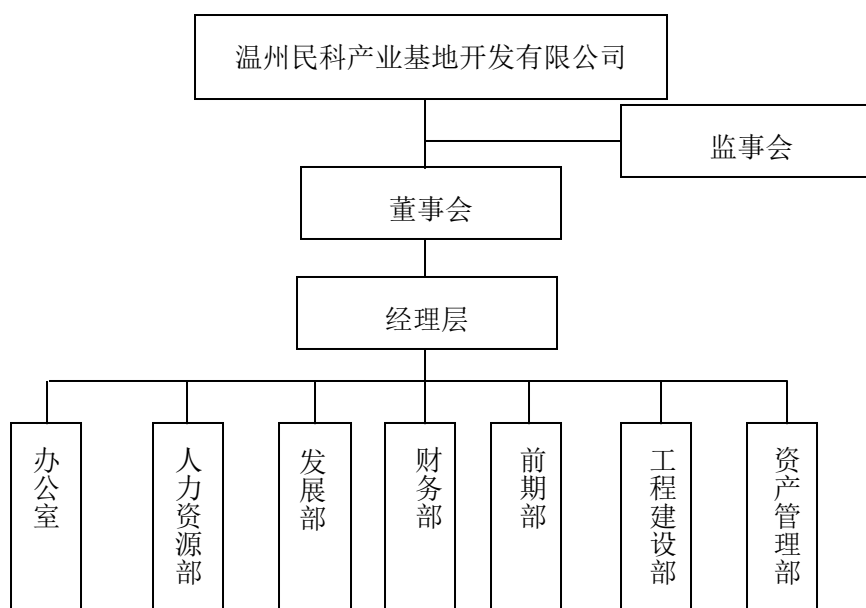 温州民科产业基地开发有限公司
监事会
董事会
经理层
办公室
人力资源部
发展部
财务部
前期部
工程建设部
资产管理部